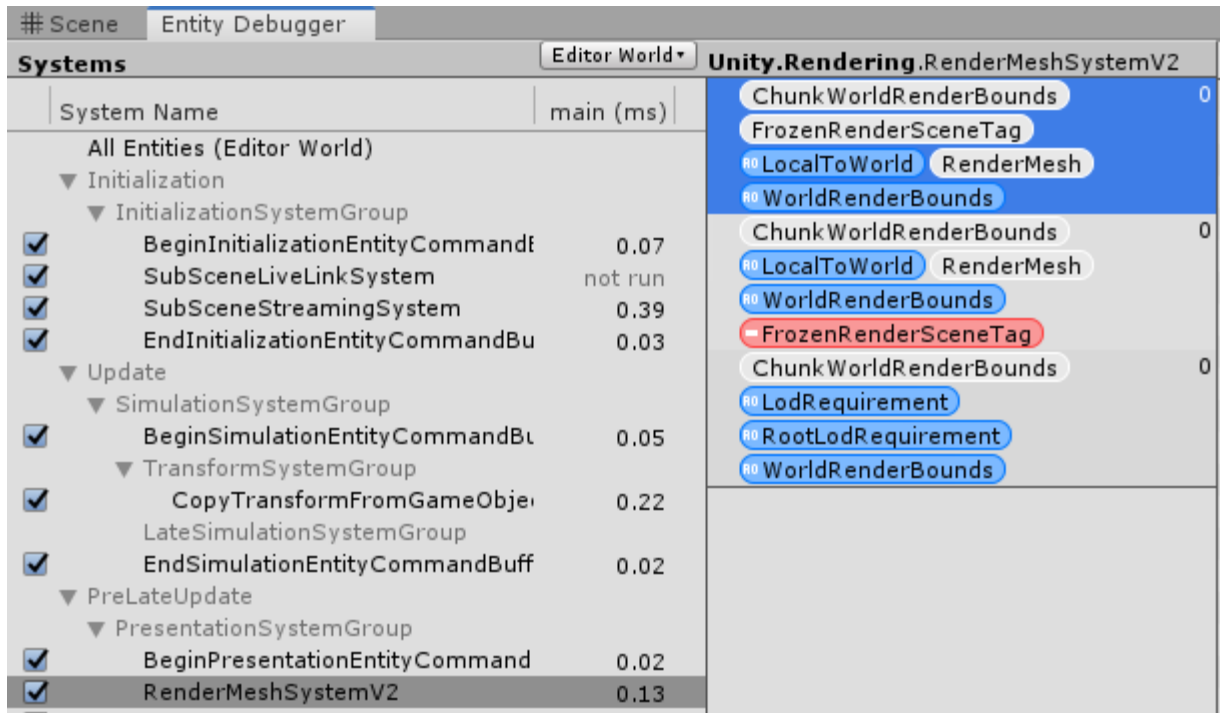 Scene
Entity Debugger
Systems
Editor World
System Name
main (ms)
All Entities (Editor World)
Initialization
InitializationSystemGroup
BeginInitializationEntityCommandE 0.07
SubSceneLiveLinkSystem not run
SubSceneStreamingSystem 0.39
EndInitializationEntityCommandBu 0.03
Update
SimulationSystemGroup
BeginSimulationEntityCommandBu 0.05
TransformSystemGroup
CopyTransformFromGameObje 0.22
LateSimulationSystemGroup
EndSimulationEntityCommandBuff 0.02
PreLateUpdate
PresentationSystemGroup
BeginPresentationEntityCommand 0.02
RenderMeshSystemV2 0.13
Unity.Rendering.RenderMeshSystemV2
ChunkWorldRenderBounds 0
FrozenRenderSceneTag
RO LocalToWorld RenderMesh
RO WorldRenderBounds
ChunkWorldRenderBounds 0
RO LocalToWorld RenderMesh
RO WorldRenderBounds
FrozenRenderSceneTag
ChunkWorldRenderBounds 0
RO LodRequirement
RO RootLodRequirement
RO WorldRenderBounds